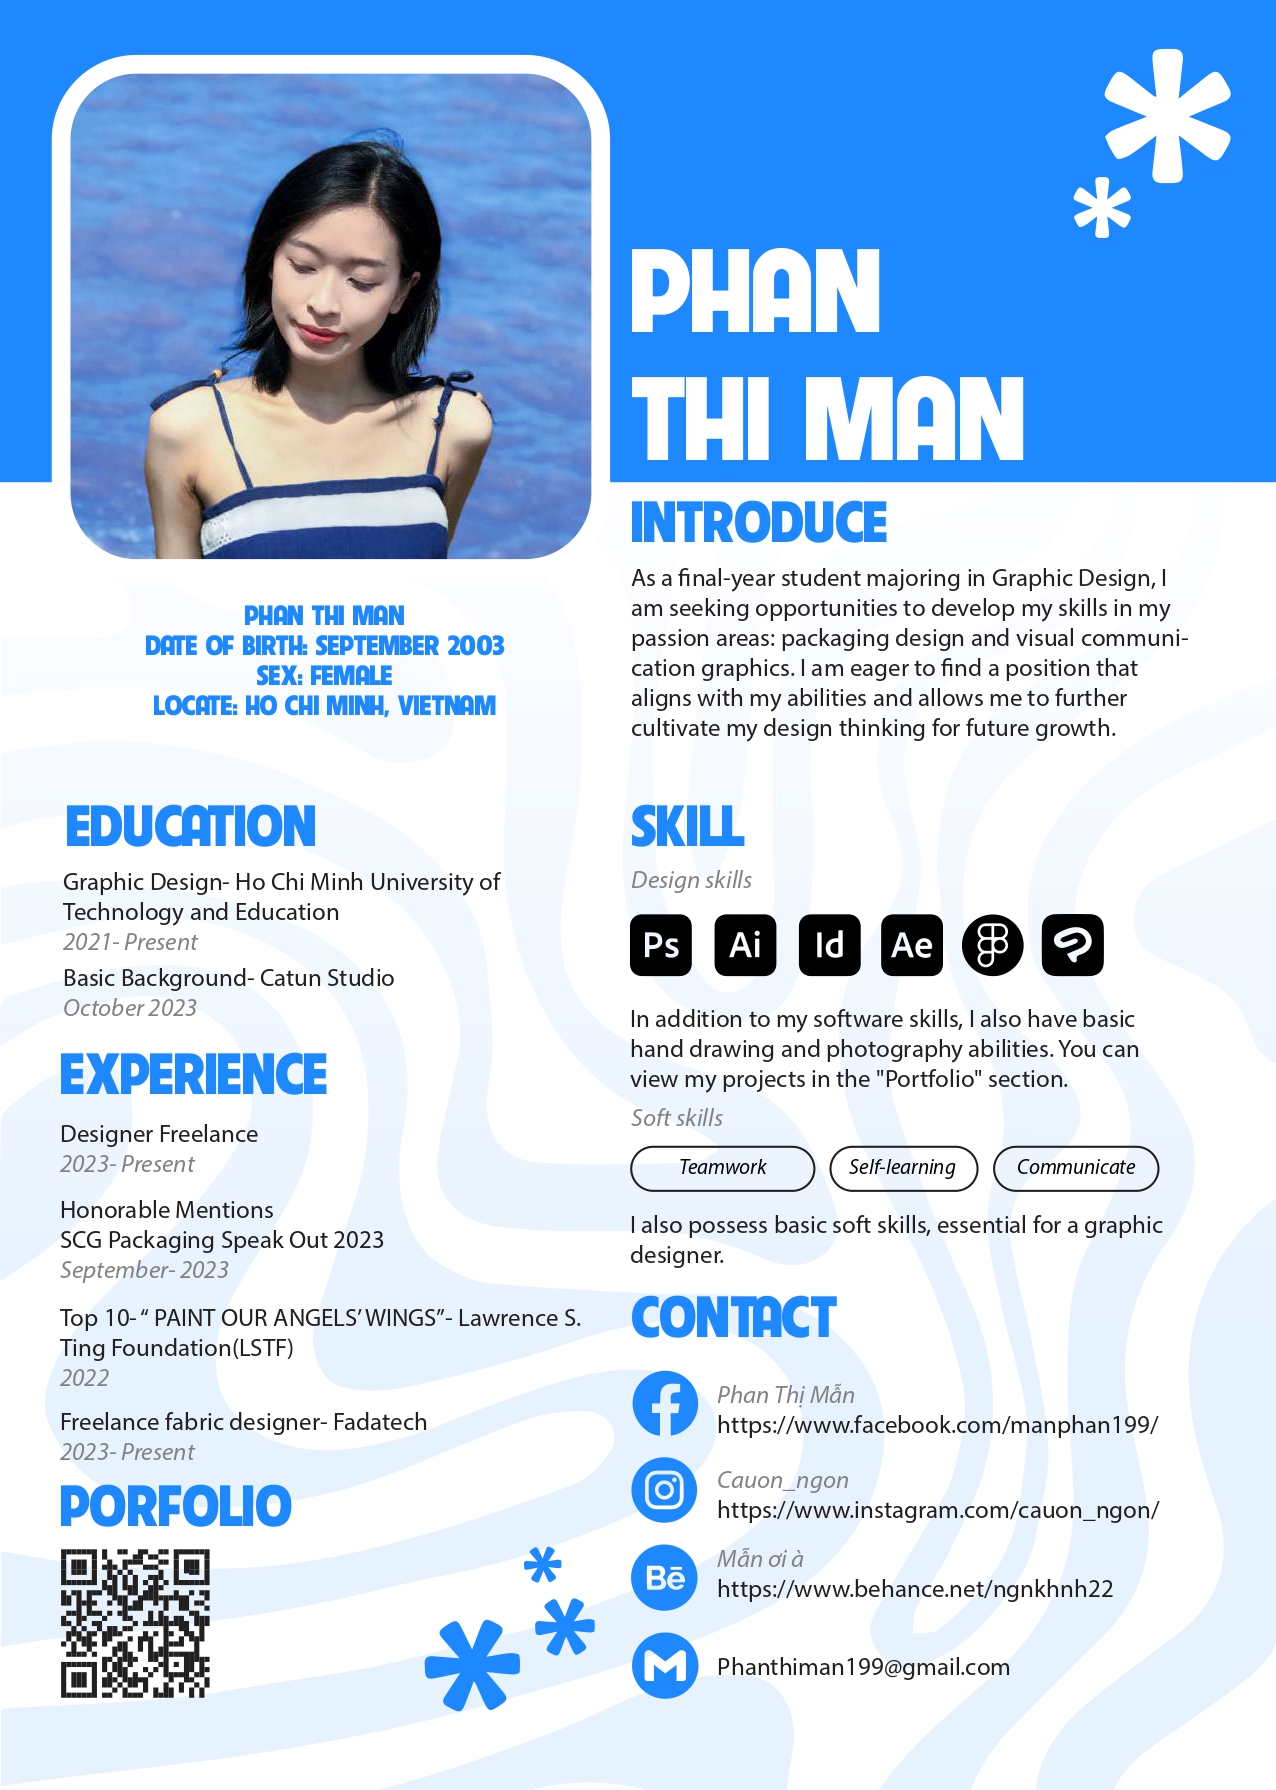 PHAN
THI MAN
PHAN THI MAN
DATE OF BIRTH: SEPTEMBER 2003
SEX: FEMALE
LOCATE: HO CHI MINH, VIETNAM
INTRODUCE
As a final-year student majoring in Graphic Design, I
am seeking opportunities to develop my skills in my
passion areas: packaging design and visual communi-
cation graphics. I am eager to find a position that
aligns with my abilities and allows me to further
cultivate my design thinking for future growth.
EDUCATION
Graphic Design- Ho Chi Minh University of
Technology and Education
2021- Present
Basic Background- Catun Studio
October 2023
EXPERIENCE
Designer Freelance
2023- Present
Honorable Mentions
SCG Packaging Speak Out 2023
September- 2023
Top 10- “ PAINT OUR ANGELS’ WINGS”- Lawrence S.
Ting Foundation(LSTF)
2022
Freelance fabric designer- Fadatech
2023- Present
PORFOLIO
SKILL
Design skills
Ps Ai Id Ae
In addition to my software skills, I also have basic
hand drawing and photography abilities. You can
view my projects in the "Portfolio" section.
Soft skills
Teamwork Self-learning Communicate
I also possess basic soft skills, essential for a graphic
designer.
CONTACT
Phan Thị Mẫn
https://www.facebook.com/manphan199/
Cauon_ngon
https://www.instagram.com/cauon_ngon/
Bē
Mẫn ơi à
https://www.behance.net/ngnkhnh22
Phanthiman199@gmail.com